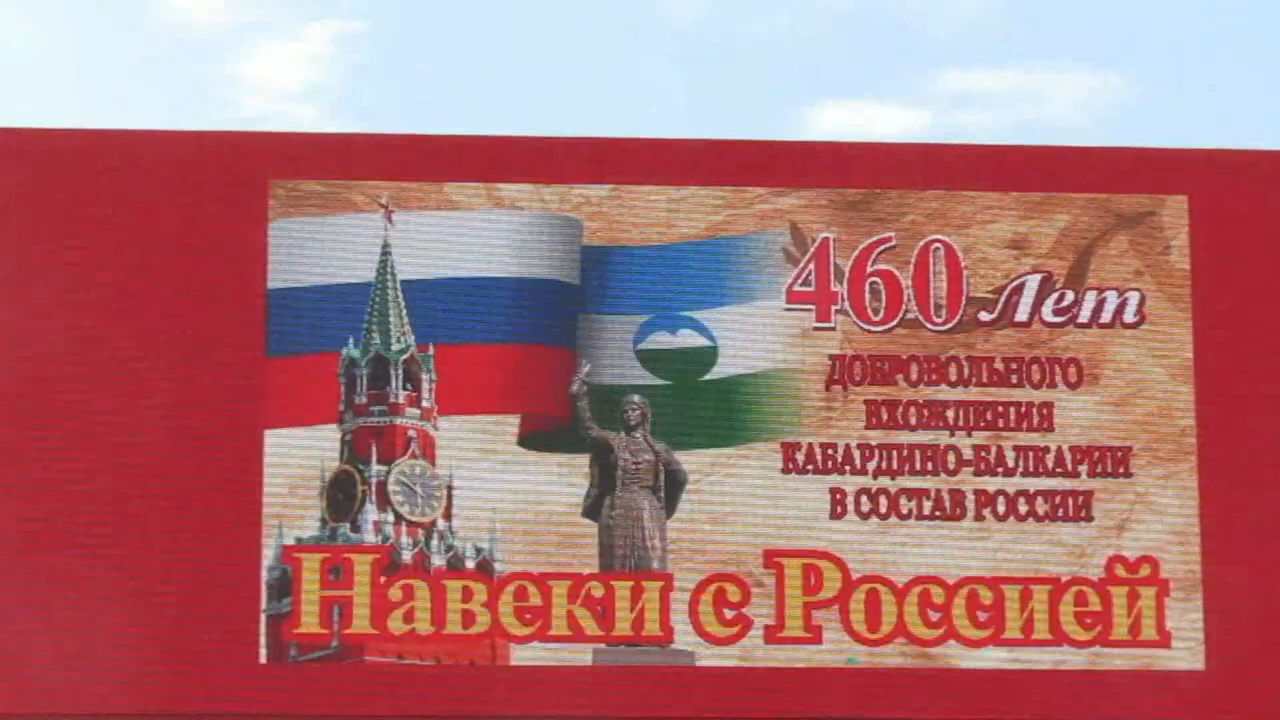 460 Лет
ДОБРОВОЛЬНОГО
ВХОЖДЕНИЯ
КАБАРДИНО-БАЛКАРИИ
В СОСТАВ РОССИИ
Навеки с Россией